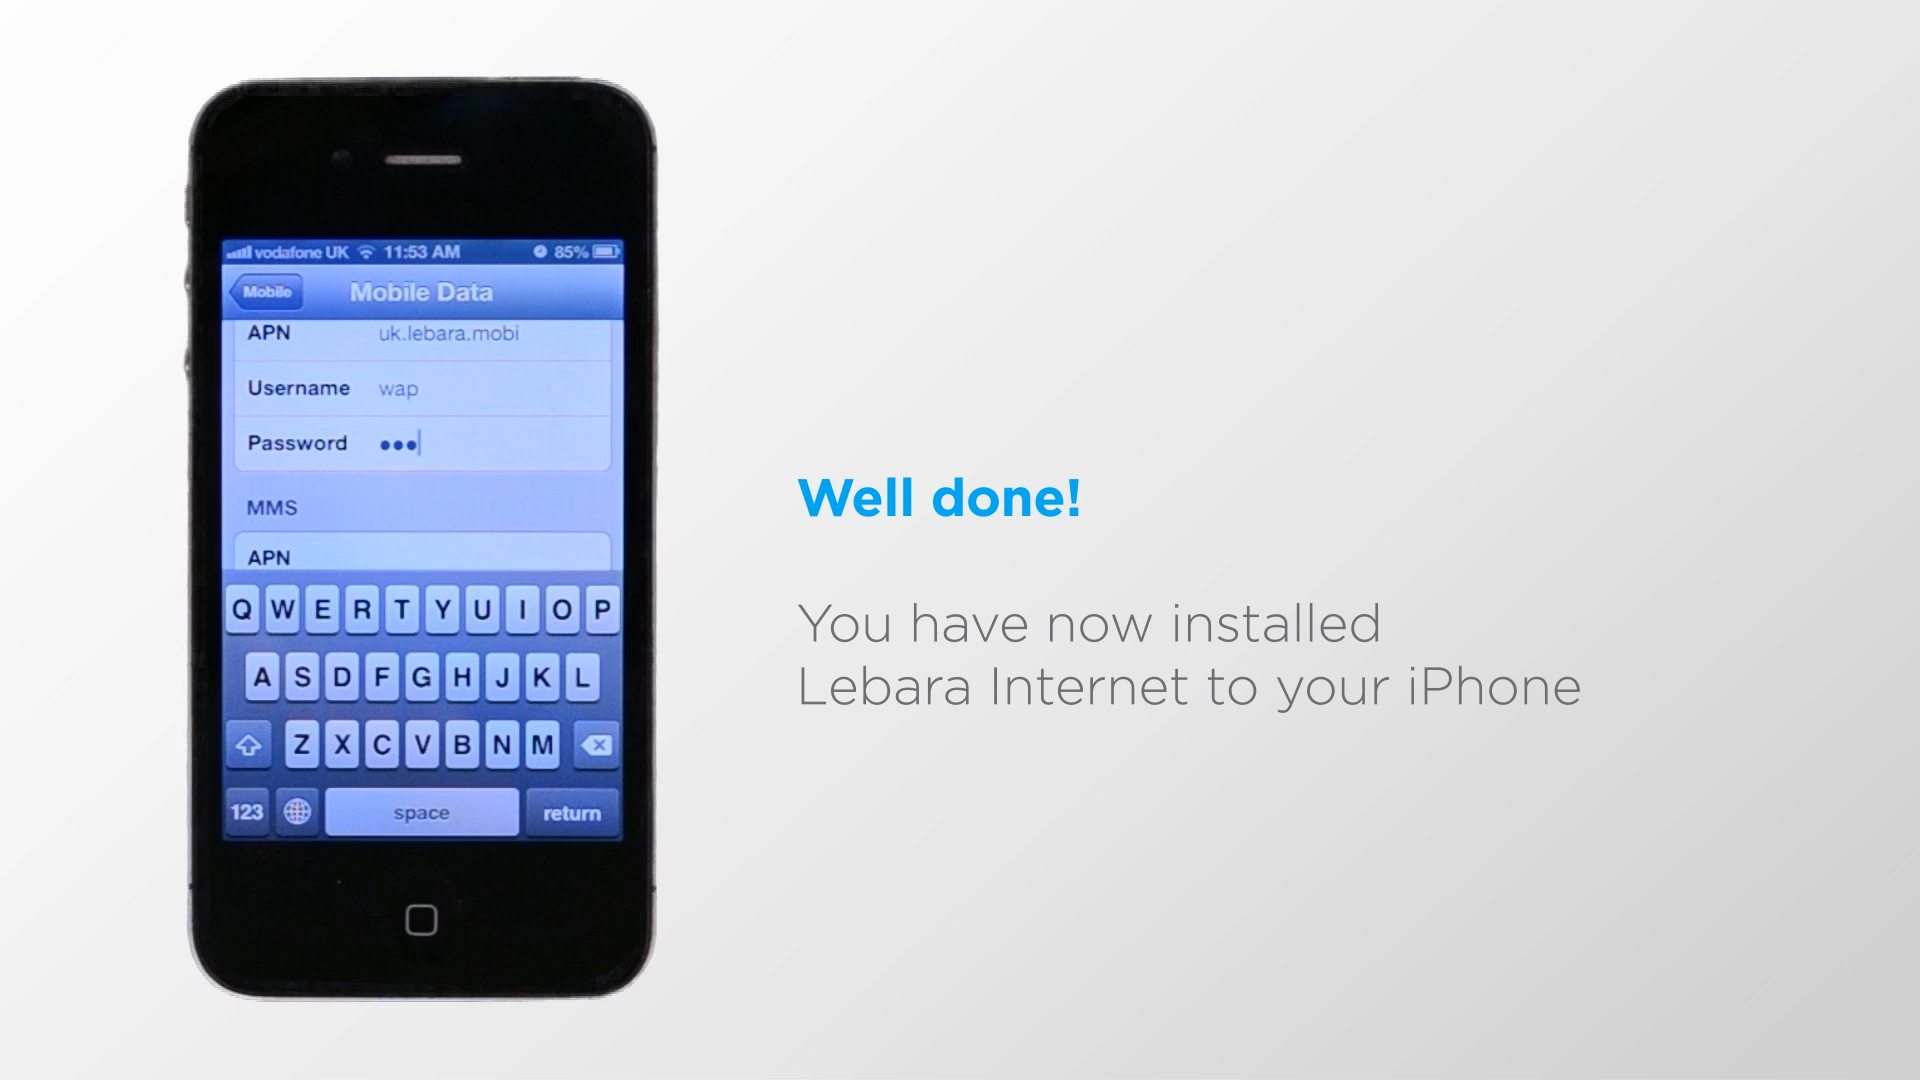 vodafone UK 11:53 AM 85%
Mobile Mobile Data
APN uk.lebara.mobi
Username wap
Password •••
MMS
APN
Q W E R T Y U I O P
A S D F G H J K L
Z X C V B N M
123 space return
Well done!
You have now installed
Lebara Internet to your iPhone